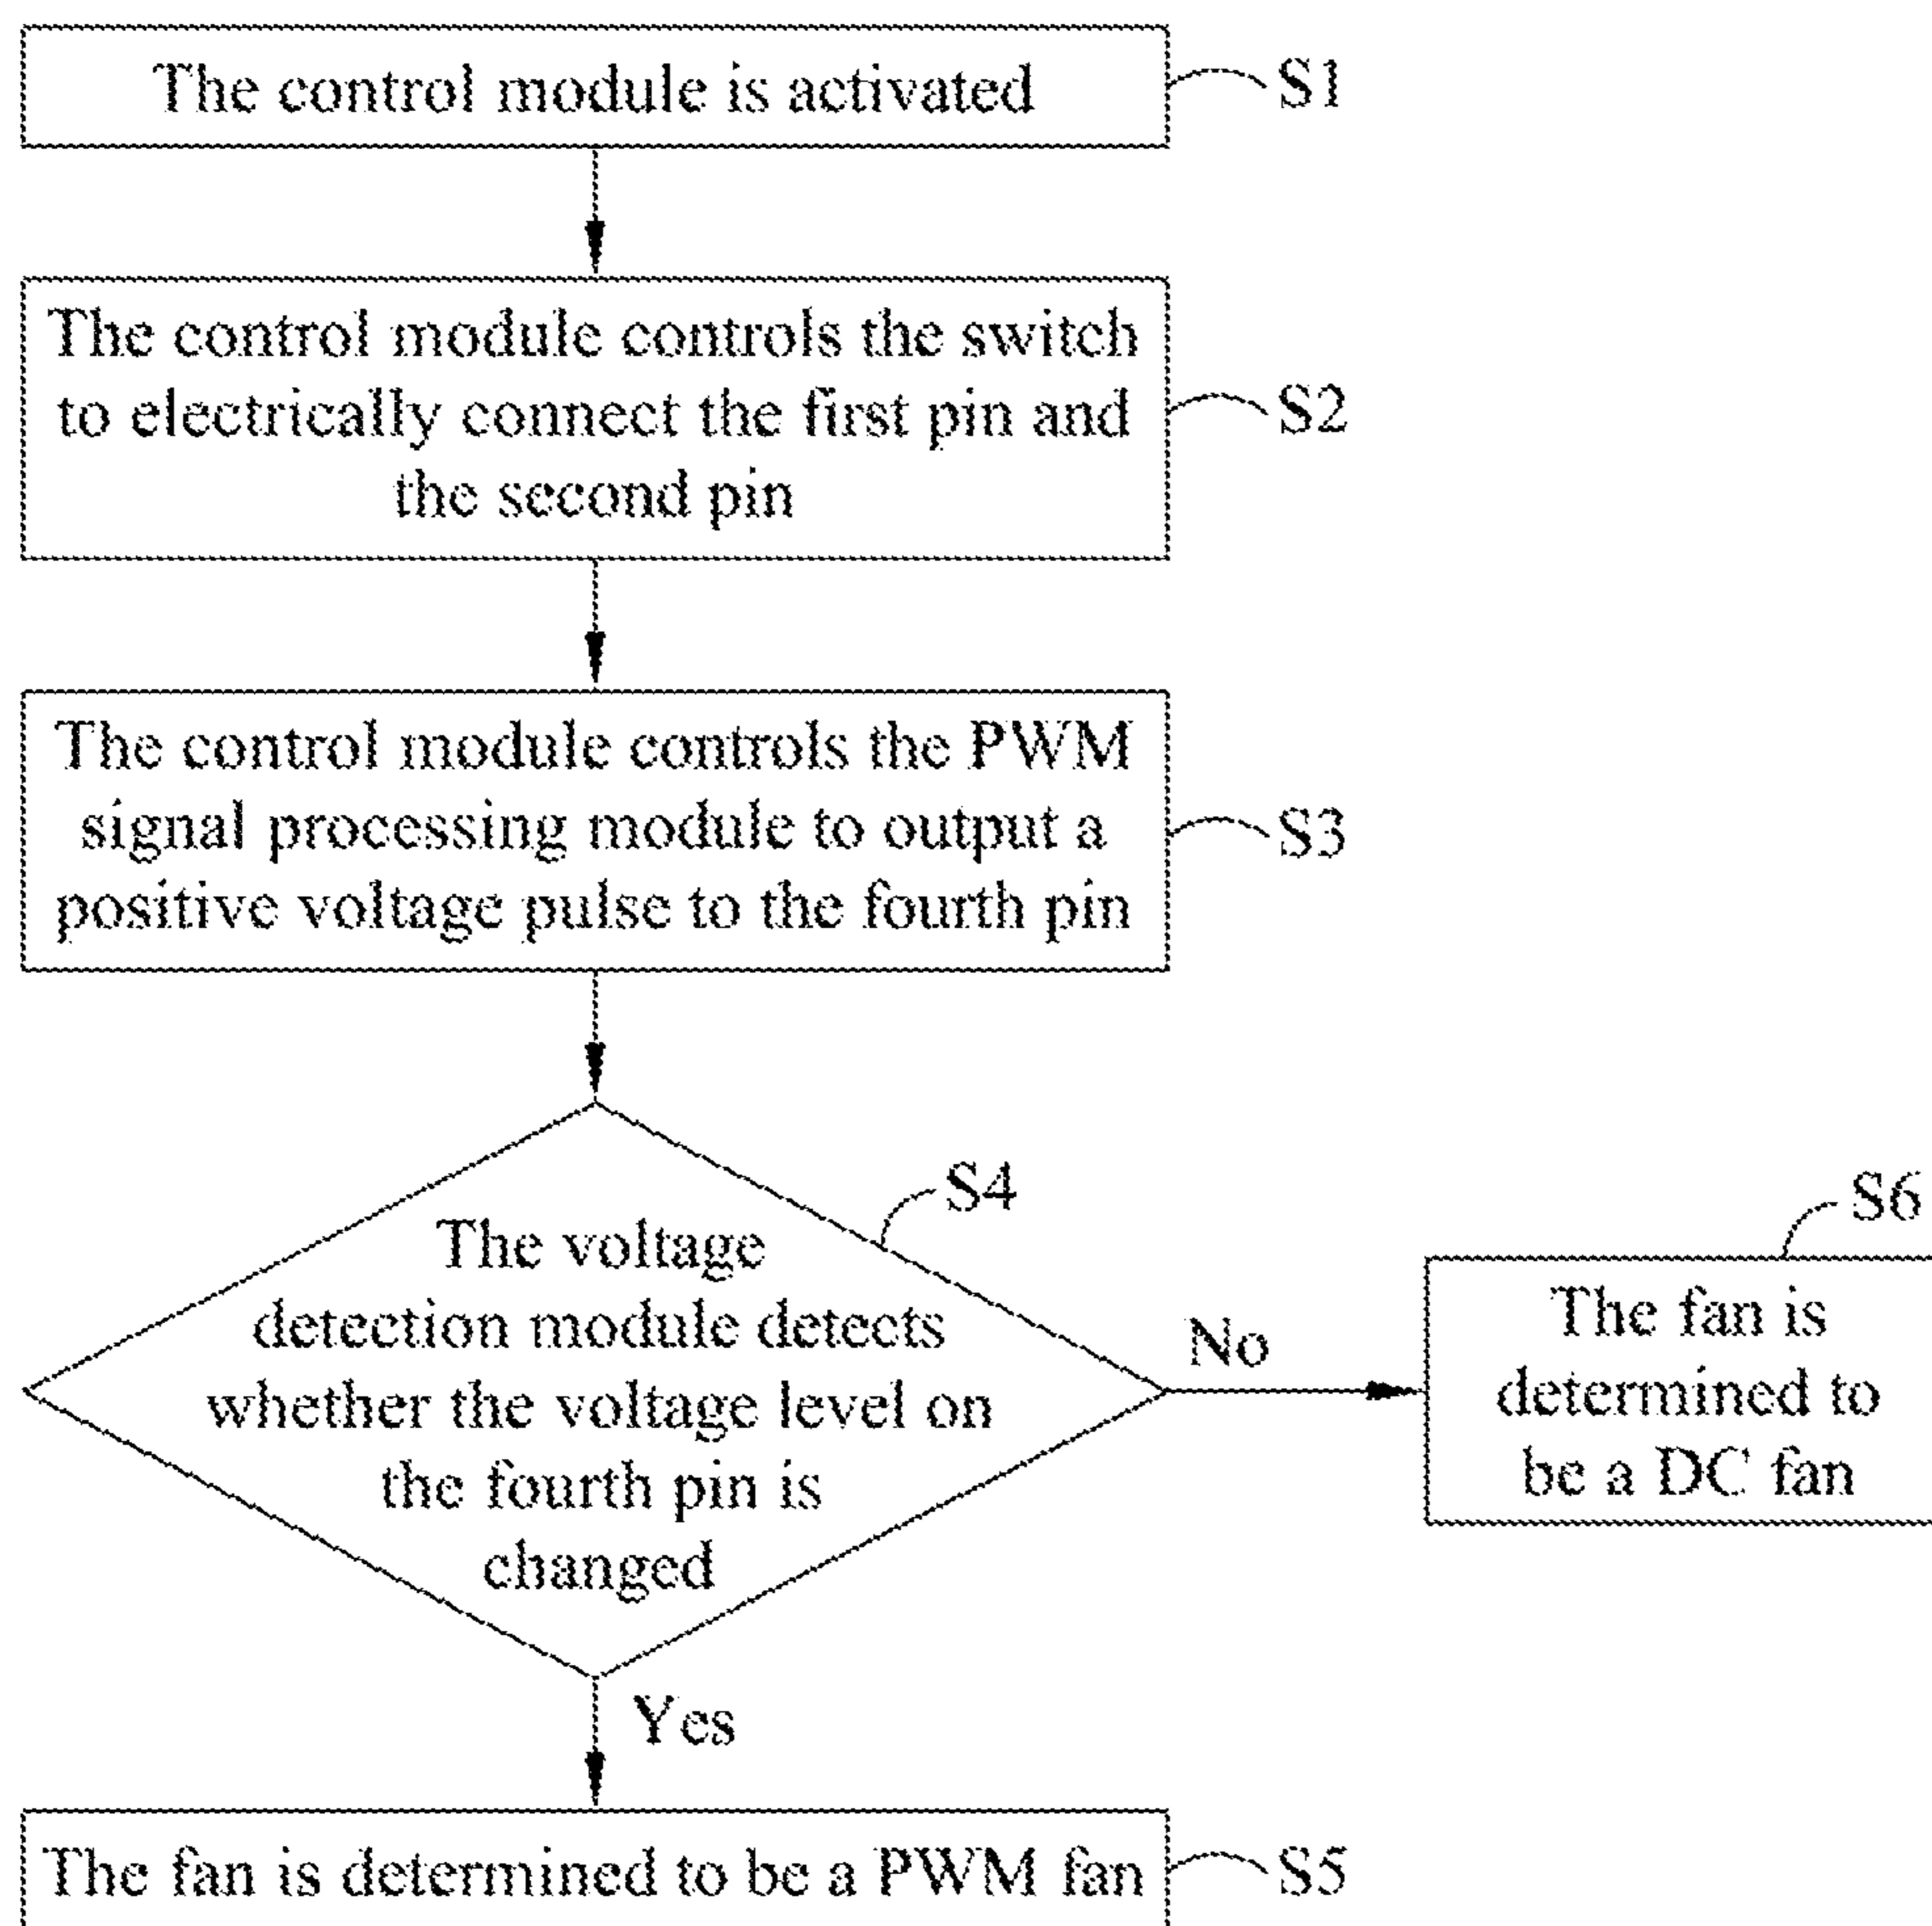 The control module is activated
S1
The control module controls the switch
to electrically connect the first pin and
the second pin
S2
The control module controls the PWM
signal processing module to output a
positive voltage pulse to the fourth pin
S3
The voltage
detection module detects
whether the voltage level on
the fourth pin is
changed
S4
No
S6
The fan is
determined to
be a DC fan
Yes
The fan is determined to be a PWM fan
S5